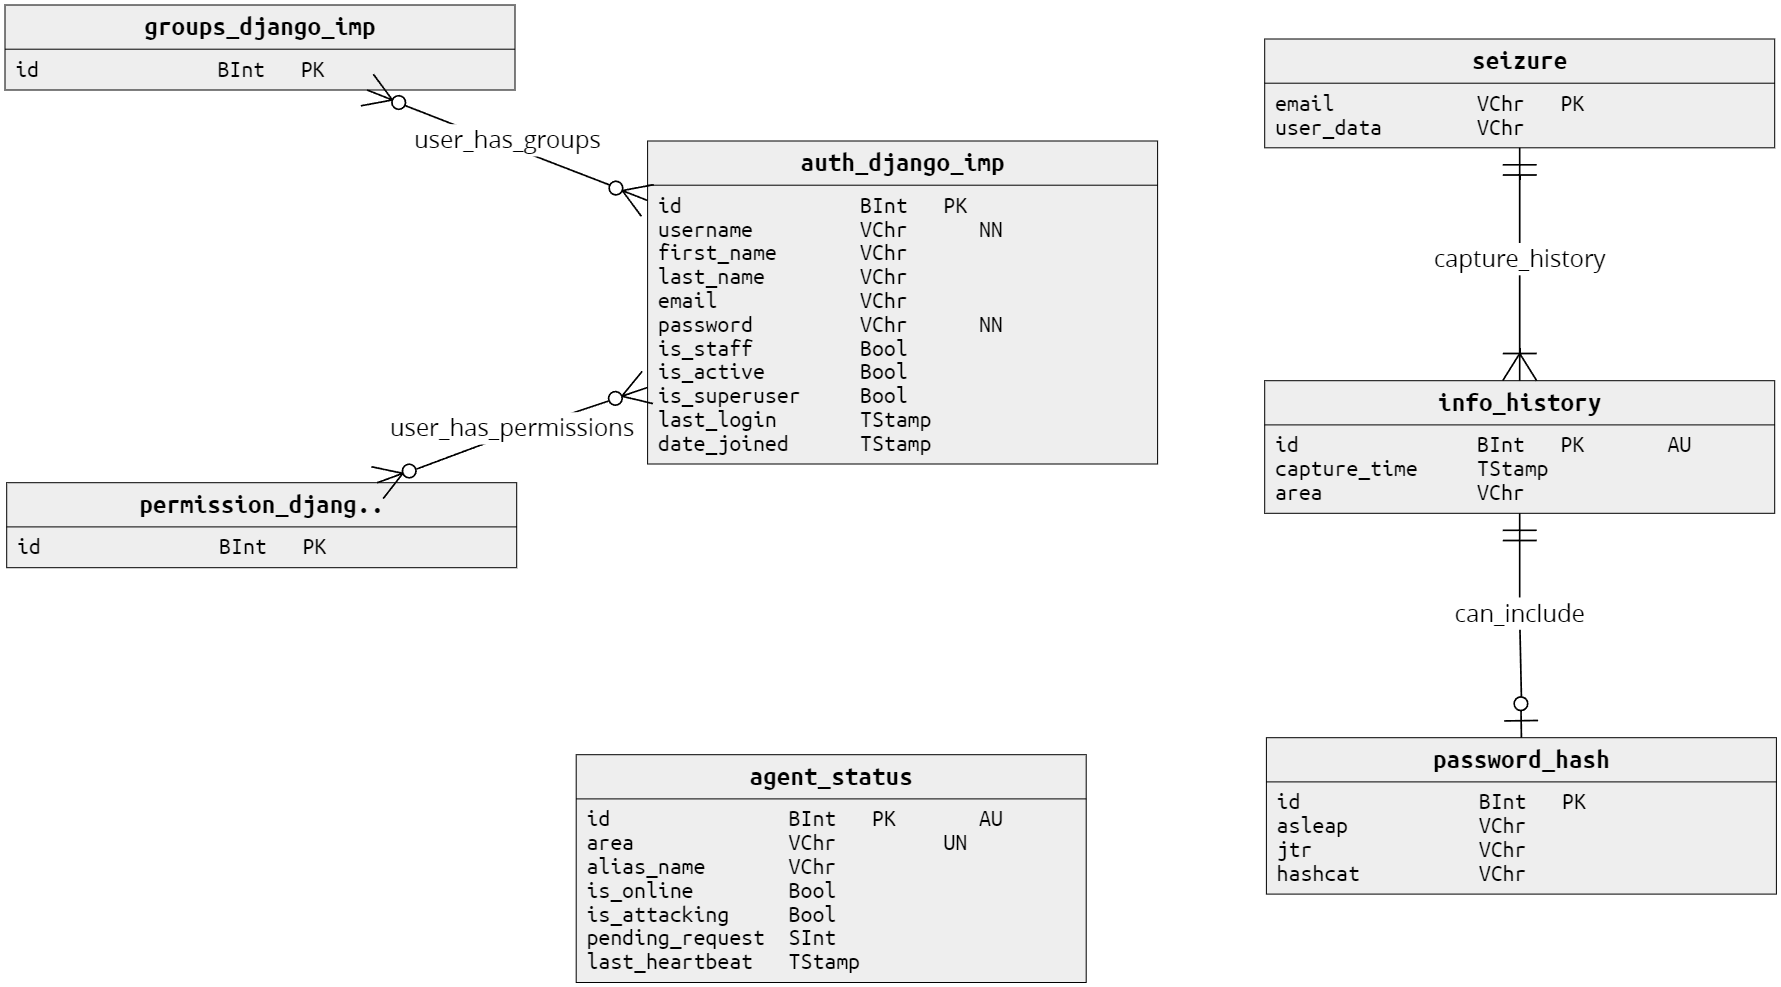 groups_django_imp
id BInt PK
user_has_groups
auth_django_imp
id BInt PK
username VChr NN
first_name VChr
last_name VChr
email VChr
password VChr NN
is_staff Bool
is_active Bool
is_superuser Bool
last_login TStamp
date_joined TStamp
user_has_permissions
permission_djang..
id BInt PK
seizure
email VChr PK
user_data VChr
capture_history
info_history
id BInt PK AU
capture_time TStamp
area VChr
can_include
password_hash
id BInt PK
asleap VChr
jtr VChr
hashcat VChr
agent_status
id BInt PK AU
area VChr UN
alias_name VChr
is_online Bool
is_attacking Bool
pending_request SInt
last_heartbeat TStamp